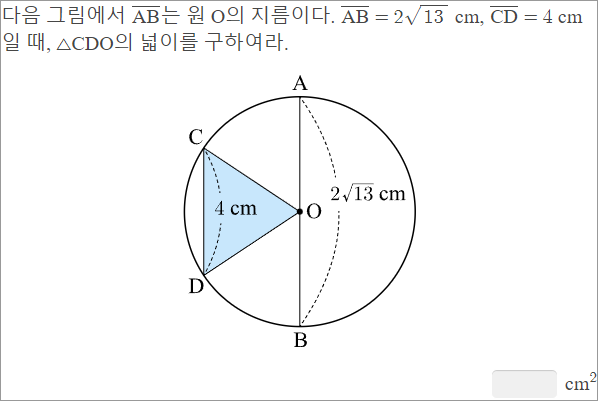 다음 그림에서 AB는 원 O의 지름이다. AB = 2√13 cm, CD = 4 cm
일 때, △CDO의 넓이를 구하여라.
A
C
2√13 cm
4 cm
O
D
B
cm²